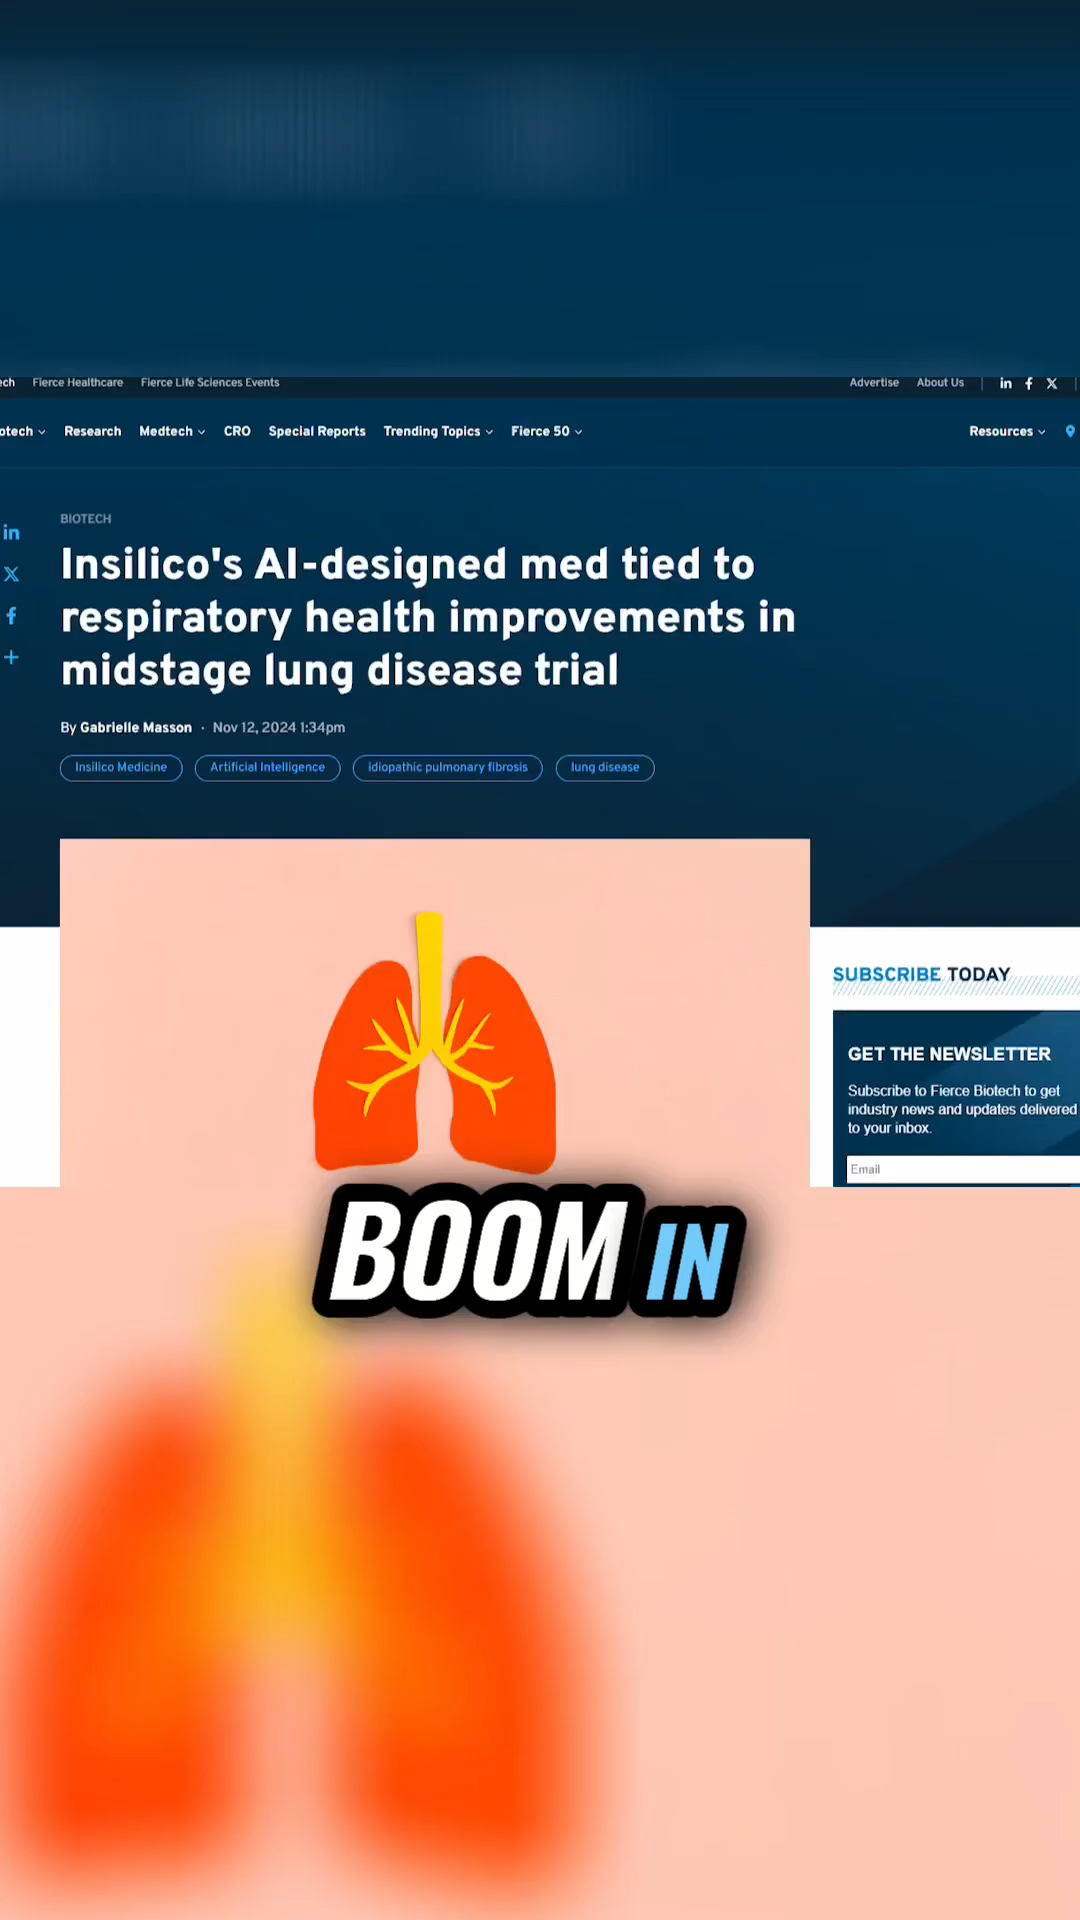 ech Fierce Healthcare Fierce Life Sciences Events Advertise About Us
otech Research Medtech CRO Special Reports Trending Topics Fierce 50 Resources
BIOTECH
Insilico's AI-designed med tied to
respiratory health improvements in
midstage lung disease trial
By Gabrielle Masson · Nov 12, 2024 1:34pm
Insilico Medicine Artificial Intelligence idiopathic pulmonary fibrosis lung disease
SUBSCRIBE TODAY
GET THE NEWSLETTER
Subscribe to Fierce Biotech to get
industry news and updates delivered
to your inbox.
Email
BOOM IN